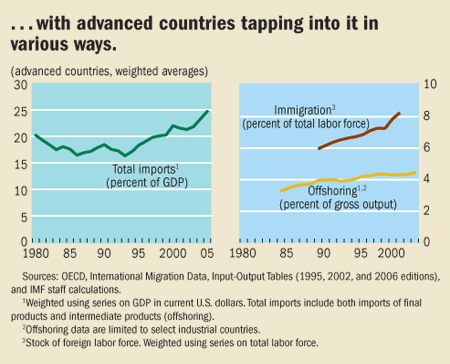 . . . with advanced countries tapping into it in
various ways.
(advanced countries, weighted averages)
30
25
20
15
10
5
0
1980 85 90 95 2000 05
Total imports1
(percent of GDP)
10
8
6
4
2
0
1980 85 90 95 2000
Immigration3
(percent of total labor force)
Offshoring1,2
(percent of gross output)
Sources: OECD, International Migration Data, Input-Output Tables (1995, 2002, and 2006 editions),
and IMF staff calculations.
1Weighted using series on GDP in current U.S. dollars. Total imports include both imports of final
products and intermediate products (offshoring).
2Offshoring data are limited to select industrial countries.
3Stock of foreign labor force. Weighted using series on total labor force.